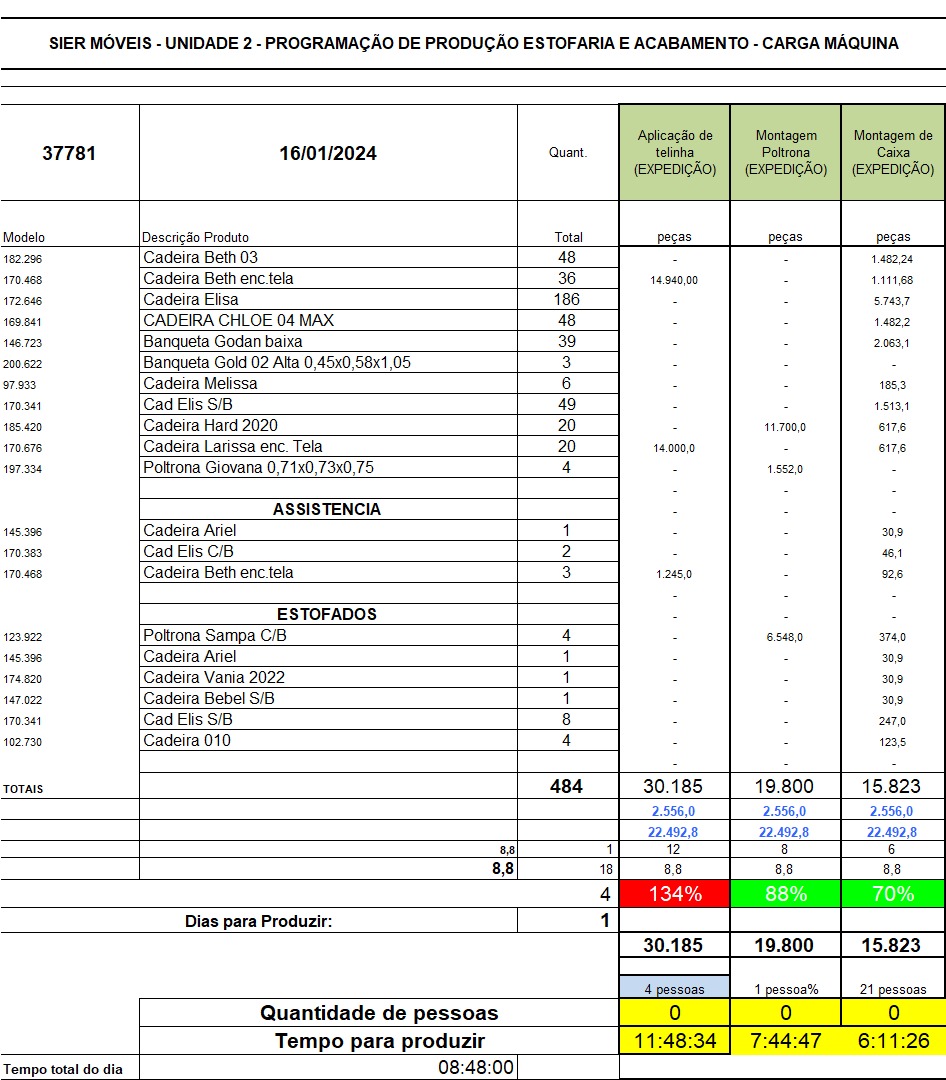 SIER MÓVEIS - UNIDADE 2 - PROGRAMAÇÃO DE PRODUÇÃO ESTOFARIA E ACABAMENTO - CARGA MÁQUINA
37781 16/01/2024 Quant. Aplicação de telinha (EXPEDIÇÃO) Montagem Poltrona (EXPEDIÇÃO) Montagem de Caixa (EXPEDIÇÃO)
Modelo Descrição Produto Total peças peças peças
182.296 Cadeira Beth 03 48 - - 1.482,24
170.468 Cadeira Beth enc.tela 36 14.940,00 - 1.111,68
172.646 Cadeira Elisa 186 - - 5.743,7
169.841 CADEIRA CHLOE 04 MAX 48 - - 1.482,2
146.723 Banqueta Godan baixa 39 - - 2.063,1
200.622 Banqueta Gold 02 Alta 0,45x0,58x1,05 3 - - -
97.933 Cadeira Melissa 6 - - 185,3
170.341 Cad Elis S/B 49 - - 1.513,1
185.420 Cadeira Hard 2020 20 - 11.700,0 617,6
170.676 Cadeira Larissa enc. Tela 20 14.000,0 - 617,6
197.334 Poltrona Giovana 0,71x0,73x0,75 4 - 1.552,0 -
- - -
ASSISTENCIA - - -
145.396 Cadeira Ariel 1 - - 30,9
170.383 Cad Elis C/B 2 - - 46,1
170.468 Cadeira Beth enc.tela 3 1.245,0 - 92,6
- - -
ESTOFADOS - - -
123.922 Poltrona Sampa C/B 4 - 6.548,0 374,0
145.396 Cadeira Ariel 1 - - 30,9
174.820 Cadeira Vania 2022 1 - - 30,9
147.022 Cadeira Bebel S/B 1 - - 30,9
170.341 Cad Elis S/B 8 - - 247,0
102.730 Cadeira 010 4 - - 123,5
- - -
TOTAIS 484 30.185 19.800 15.823
2.556,0 2.556,0 2.556,0
22.492,8 22.492,8 22.492,8
8,8 1 12 8 6
8,8 18 8,8 8,8 8,8
4 134% 88% 70%
Dias para Produzir: 1
30.185 19.800 15.823
4 pessoas 1 pessoa% 21 pessoas
Quantidade de pessoas 0 0 0
Tempo para produzir 11:48:34 7:44:47 6:11:26
Tempo total do dia 08:48:00